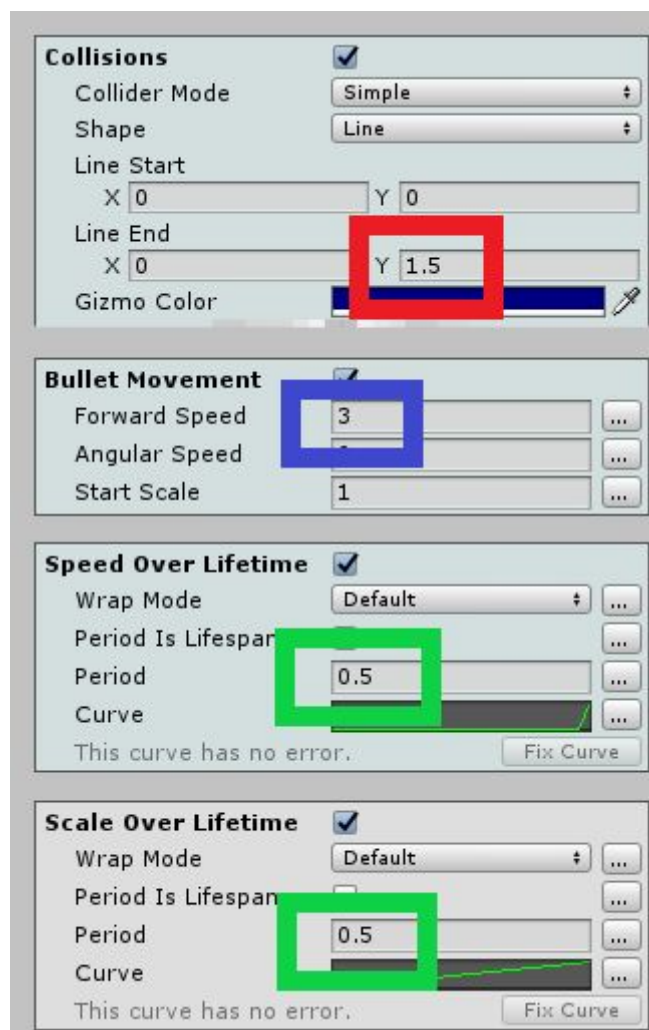 Collisions
Collider Mode Simple
Shape Line
Line Start
X 0 Y 0
Line End
X 0 Y 1.5
Gizmo Color
Bullet Movement
Forward Speed 3 ...
Angular Speed ...
Start Scale 1 ...
Speed Over Lifetime
Wrap Mode Default ...
Period Is Lifespan ...
Period 0.5 ...
Curve ...
This curve has no error. Fix Curve
Scale Over Lifetime
Wrap Mode Default ...
Period Is Lifespan ...
Period 0.5 ...
Curve ...
This curve has no error. Fix Curve